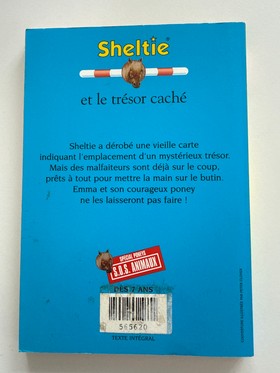 Sheltie®
et le trésor caché
Sheltie a dérobé une vieille carte
indiquant l'emplacement d'un mystérieux trésor.
Mais des malfaiteurs sont déjà sur le coup,
prêts à tout pour mettre la main sur le butin.
Emma et son courageux poney
ne les laisseront pas faire !
SPÉCIAL PONEYS
S.O.S. ANIMAUX
DÈS 7 ANS
565620
TEXTE INTÉGRAL